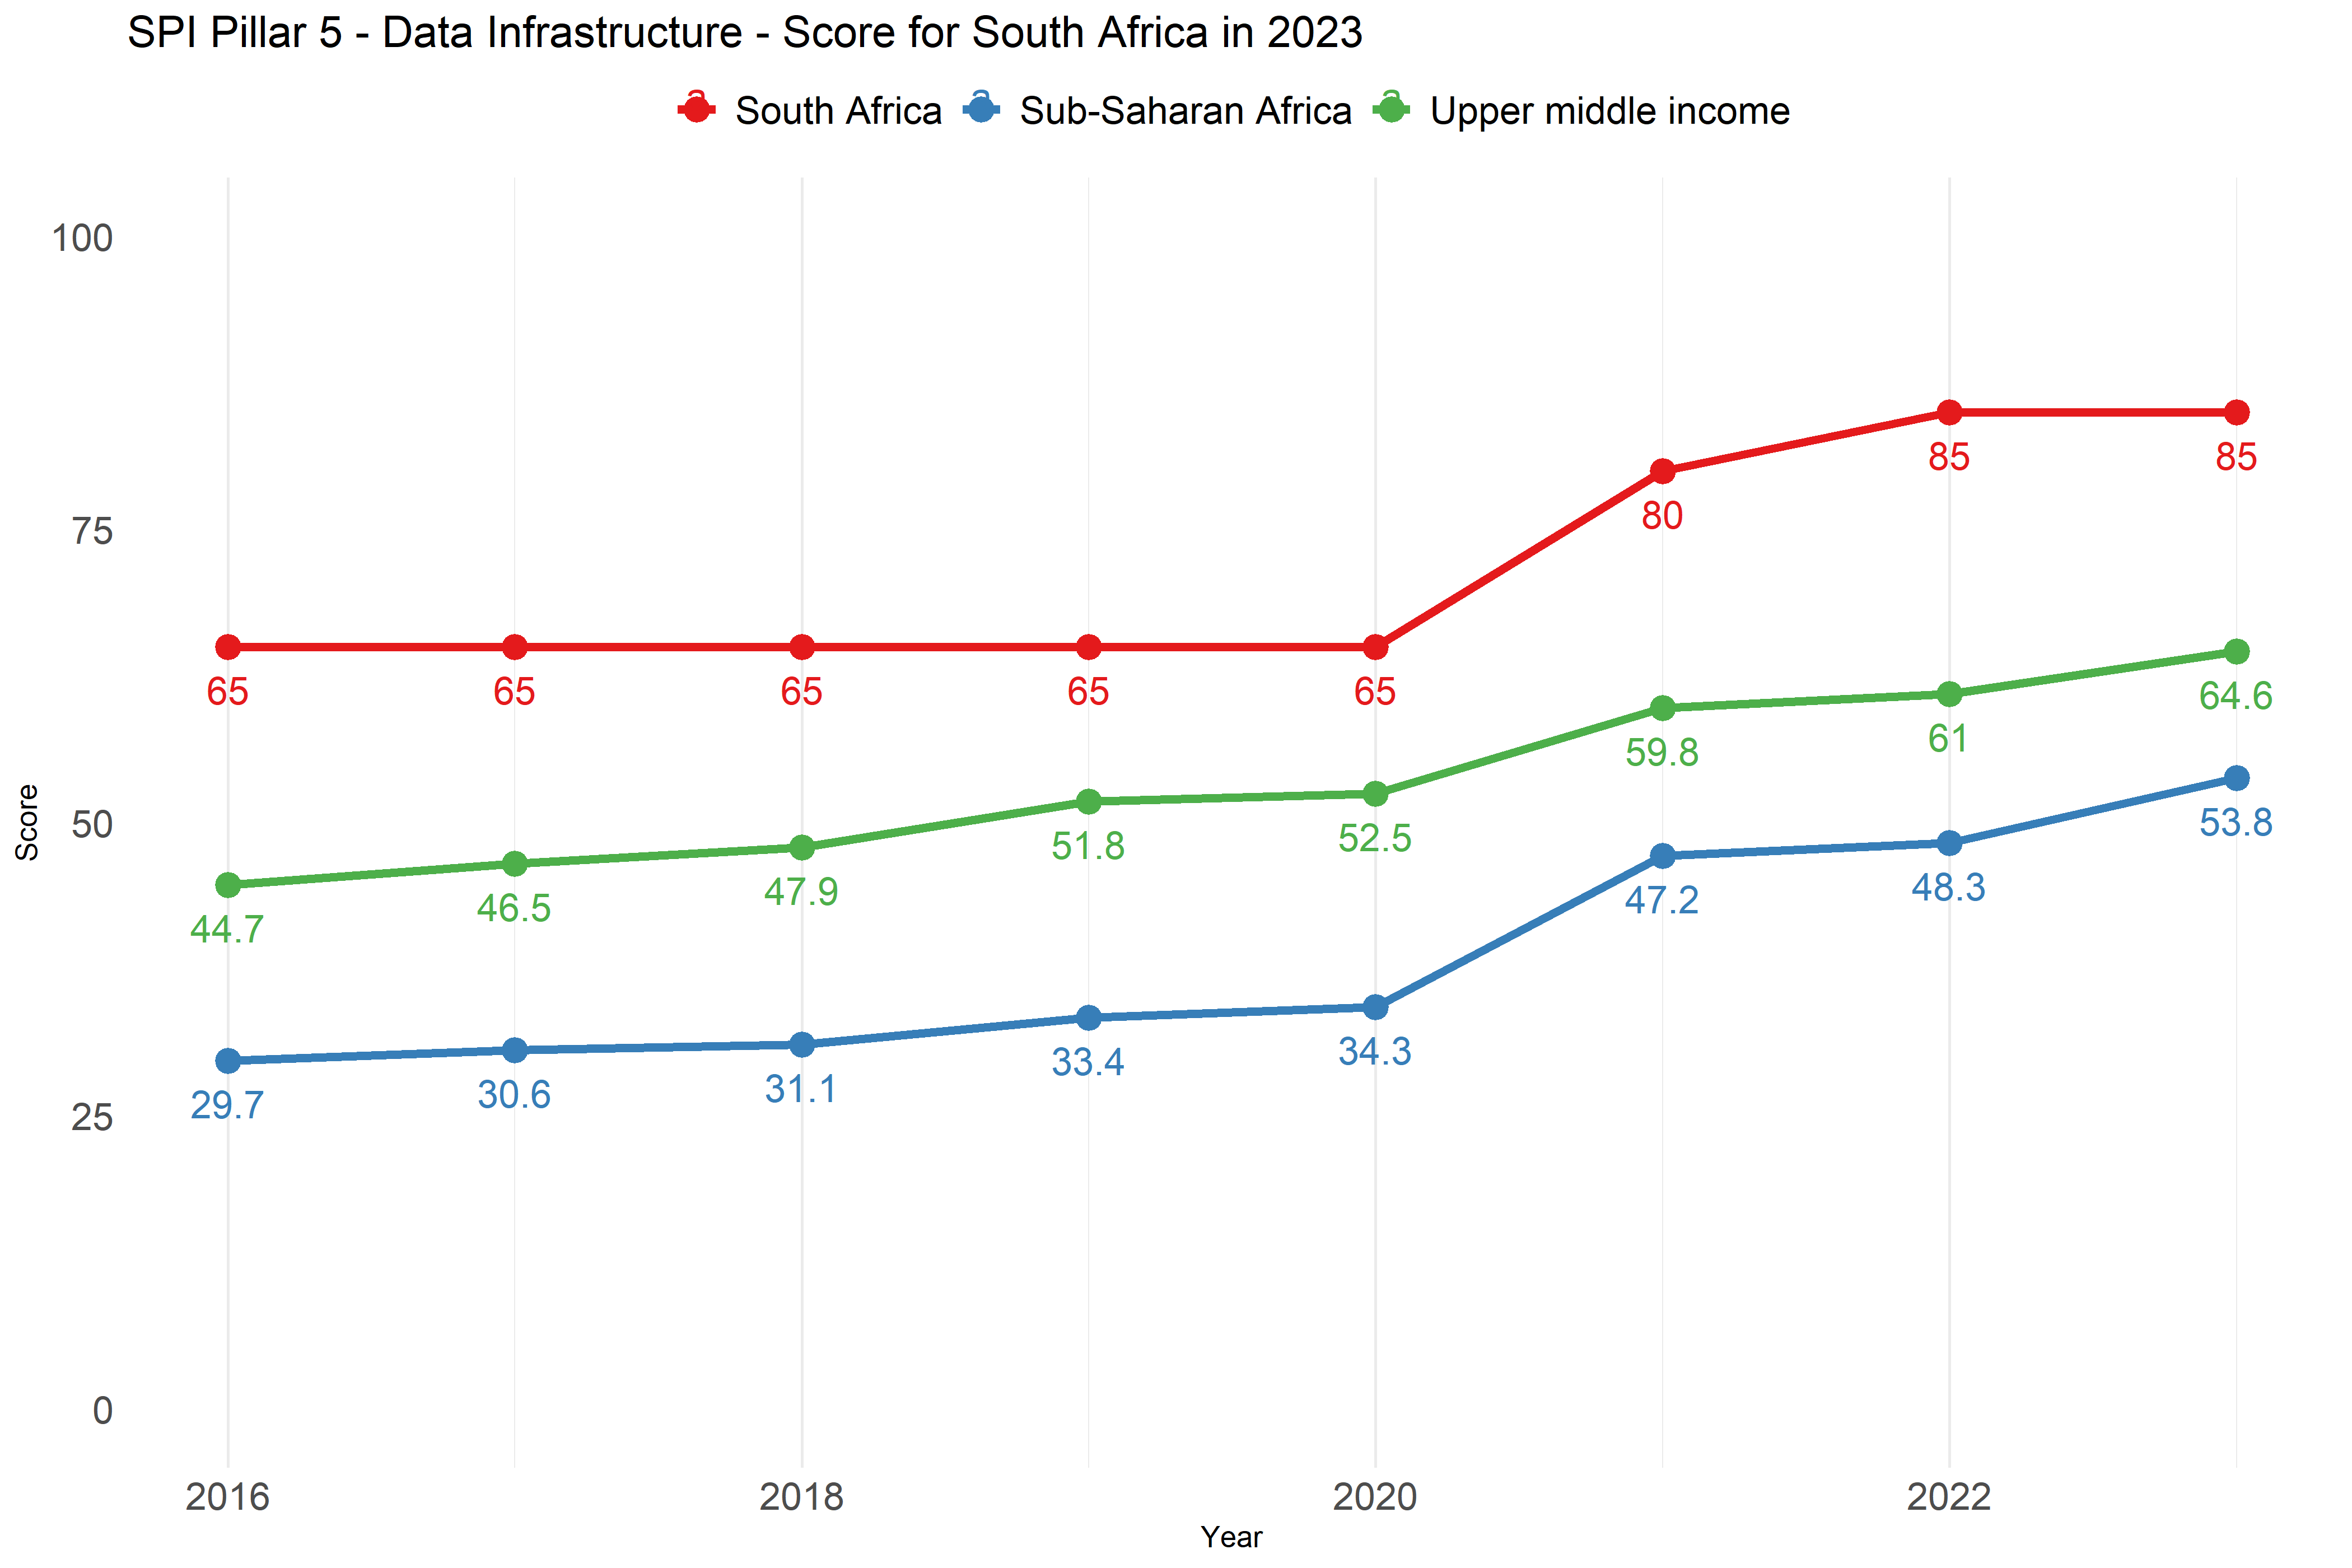 SPI Pillar 5 - Data Infrastructure - Score for South Africa in 2023
a South Africa a Sub-Saharan Africa a Upper middle income
100
75
50
25
0
Score
65 65 65 65 65 80 85 85
44.7 46.5 47.9 51.8 52.5 59.8 61 64.6
29.7 30.6 31.1 33.4 34.3 47.2 48.3 53.8
2016 2018 2020 2022
Year